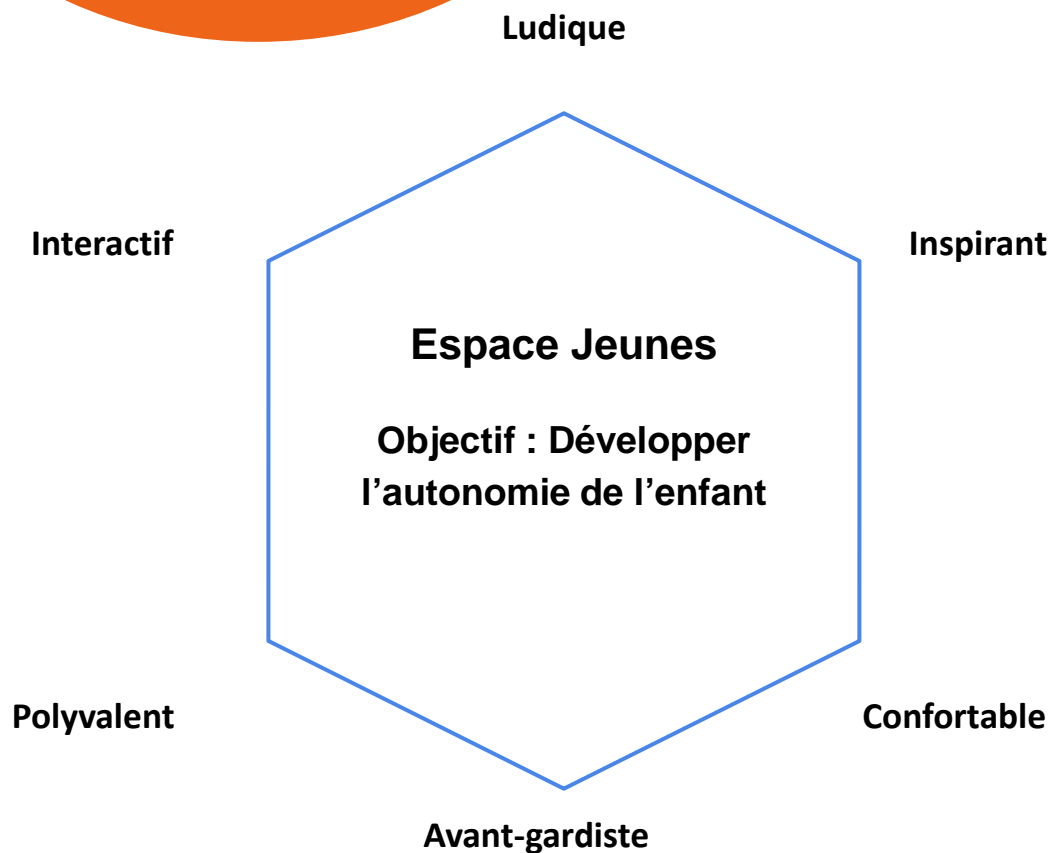 Ludique
Interactif
Inspirant
Espace Jeunes
Objectif : Développer
l’autonomie de l’enfant
Polyvalent
Confortable
Avant-gardiste